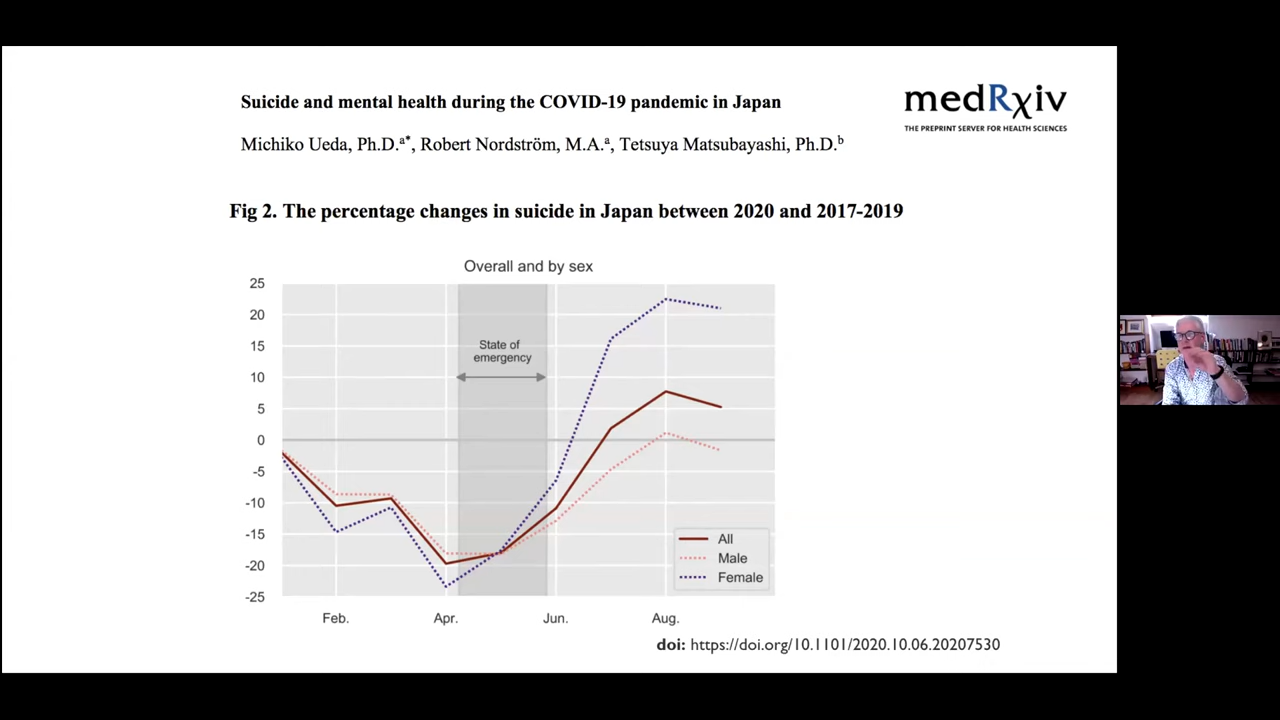 Suicide and mental health during the COVID-19 pandemic in Japan
medRxiv
THE PREPRINT SERVER FOR HEALTH SCIENCES
Michiko Ueda, Ph.D.a*, Robert Nordström, M.A.a, Tetsuya Matsubayashi, Ph.D.b
Fig 2. The percentage changes in suicide in Japan between 2020 and 2017-2019
Overall and by sex
25
20
15
10
5
0
-5
-10
-15
-20
-25
State of
emergency
All
Male
Female
Feb.
Apr.
Jun.
Aug.
doi: https://doi.org/10.1101/2020.10.06.20207530